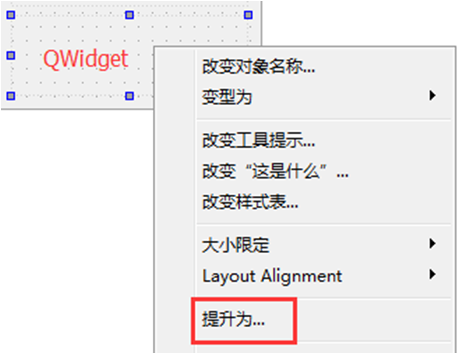 QWidget
改变对象名称...
变型为
改变工具提示...
改变“这是什么”...
改变样式表...
大小限定
Layout Alignment
提升为...